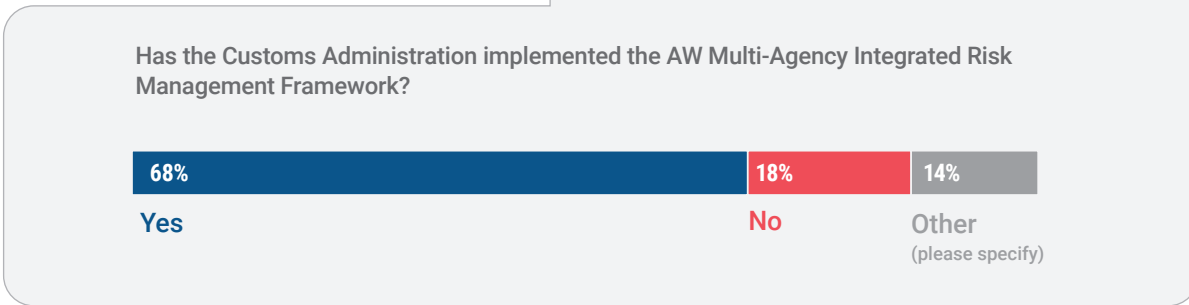 Has the Customs Administration implemented the AW Multi-Agency Integrated Risk
Management Framework?
68%
18%
14%
Yes
No
Other
(please specify)